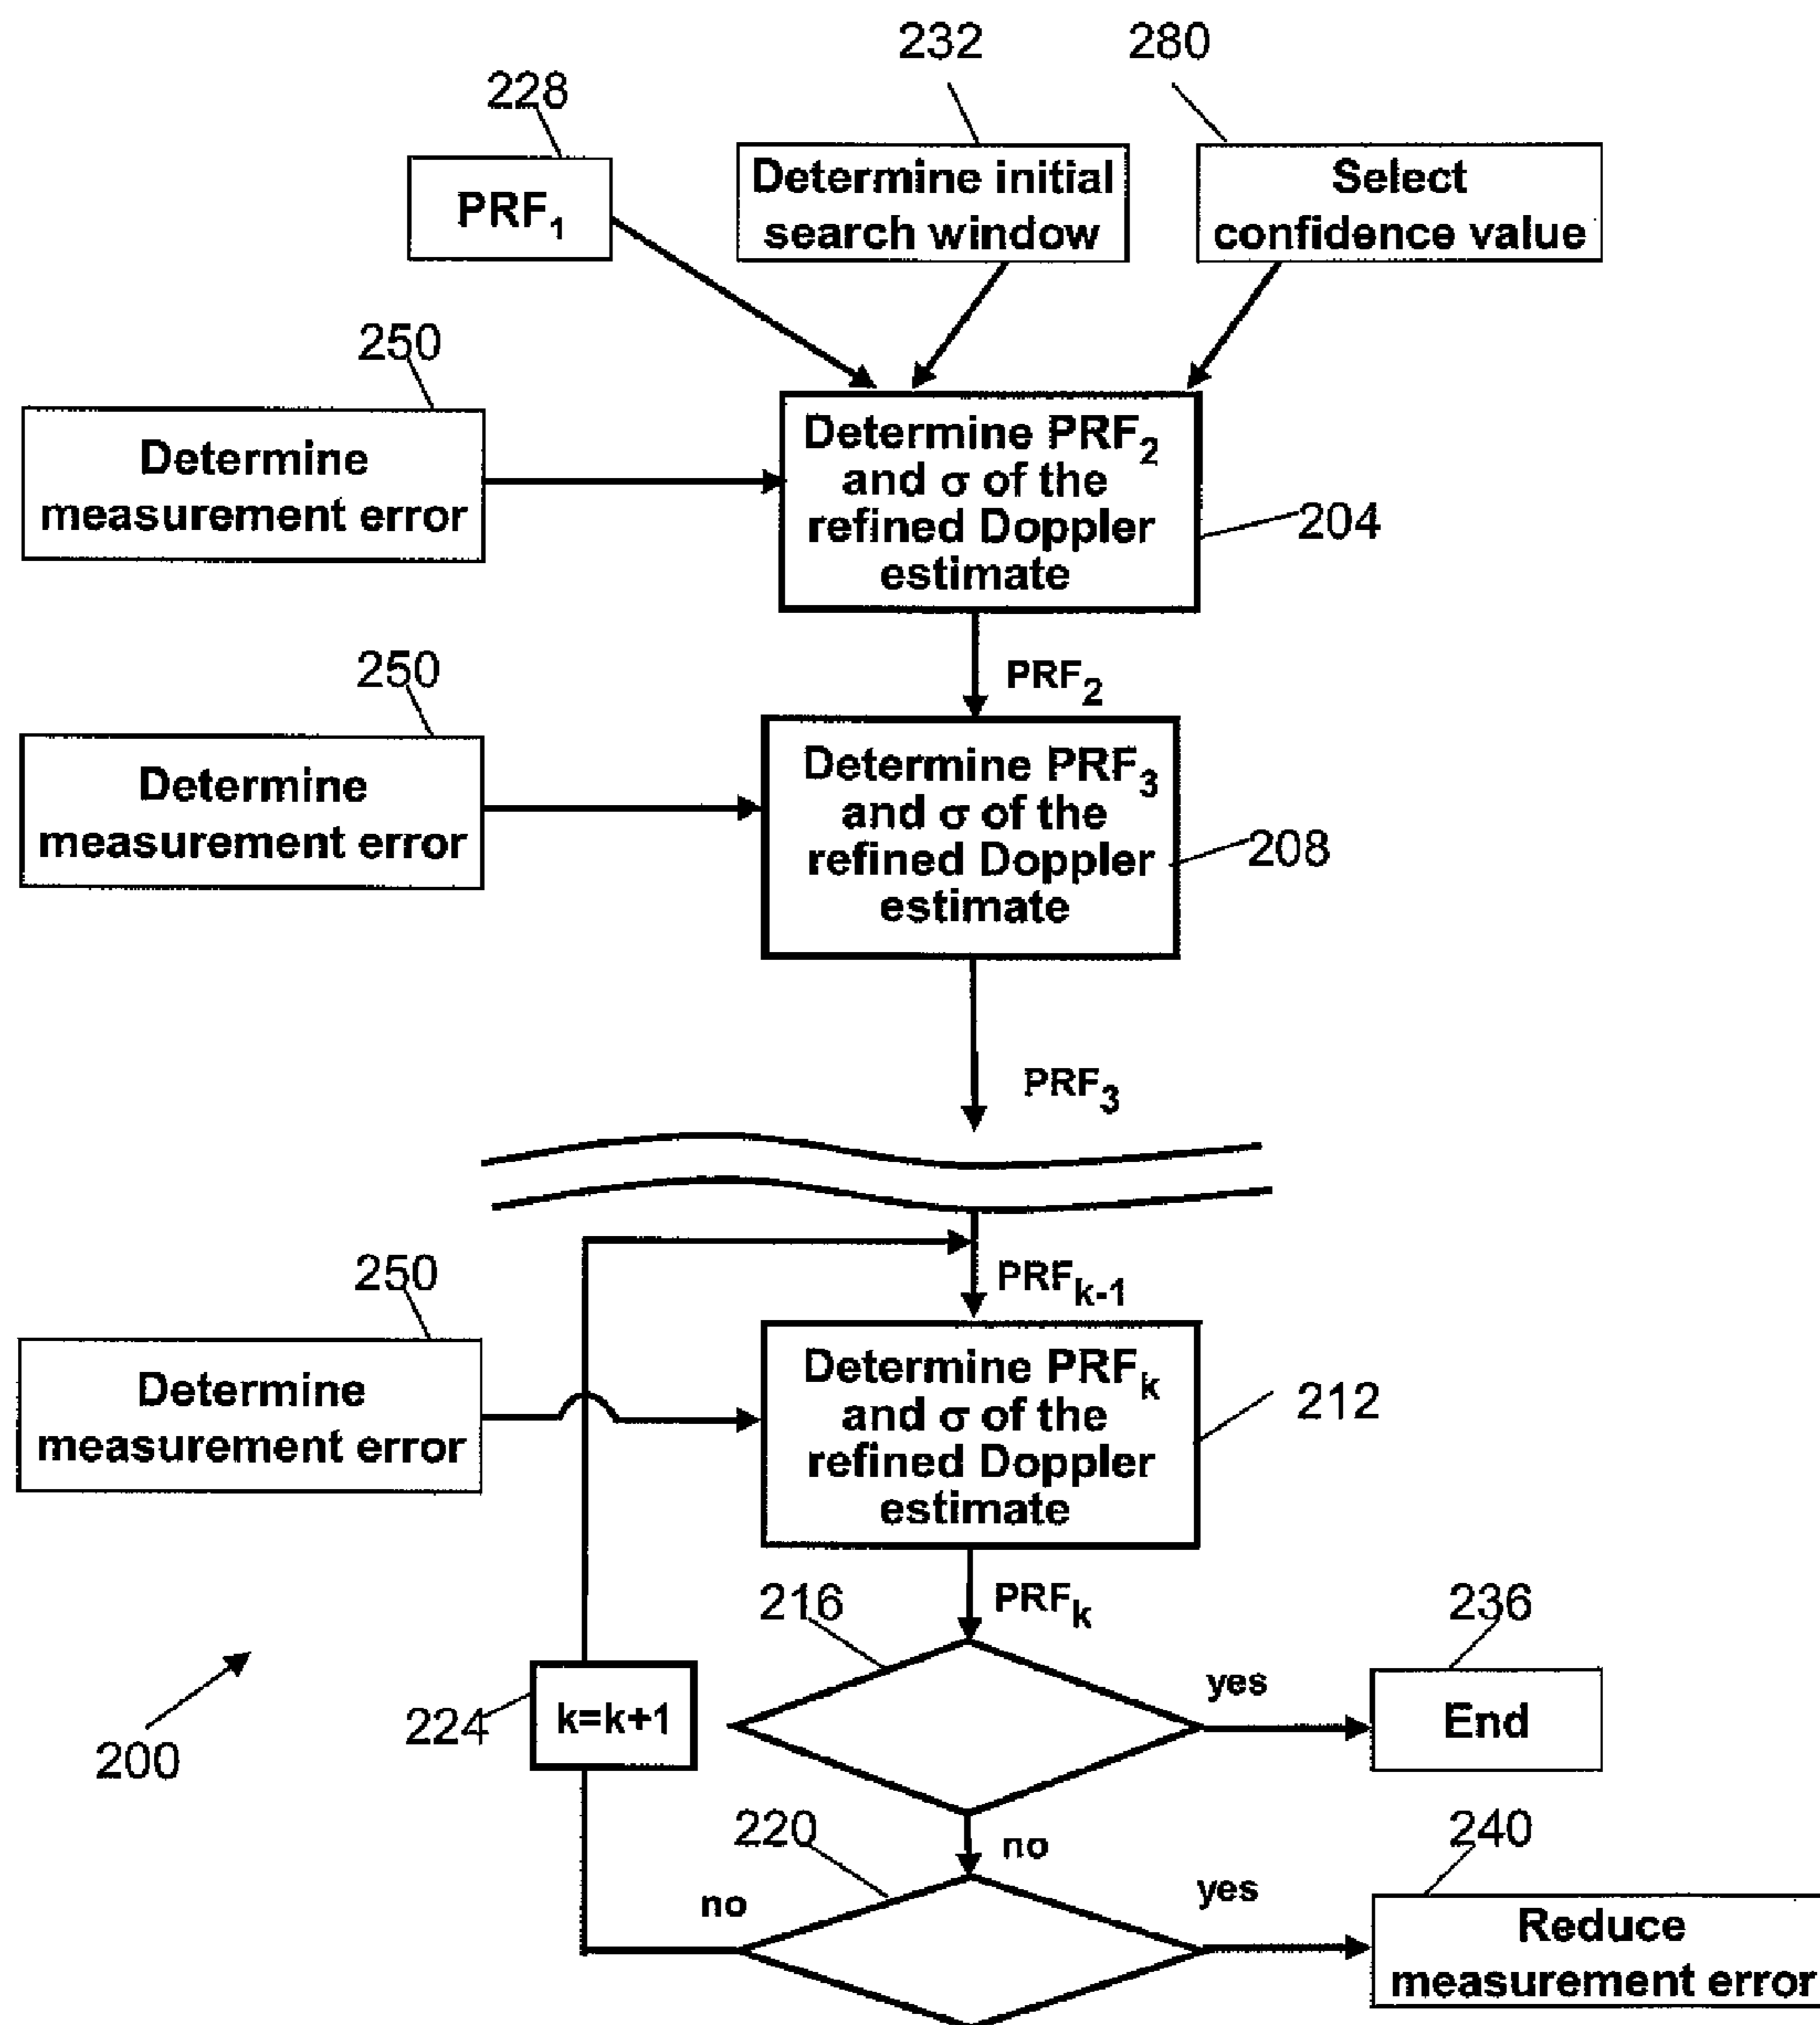 232
280
228
Determine initial
search window
Select
confidence value
PRF₁
250
Determine
measurement error
Determine PRF₂
and σ of the
refined Doppler
estimate
204
PRF₂
250
Determine
measurement error
Determine PRF₃
and σ of the
refined Doppler
estimate
208
PRF₃
PRFₖ₋₁
250
Determine
measurement error
Determine PRFₖ
and σ of the
refined Doppler
estimate
212
PRFₖ
216
236
yes
End
224
k=k+1
200
no
220
240
no
yes
Reduce
measurement error